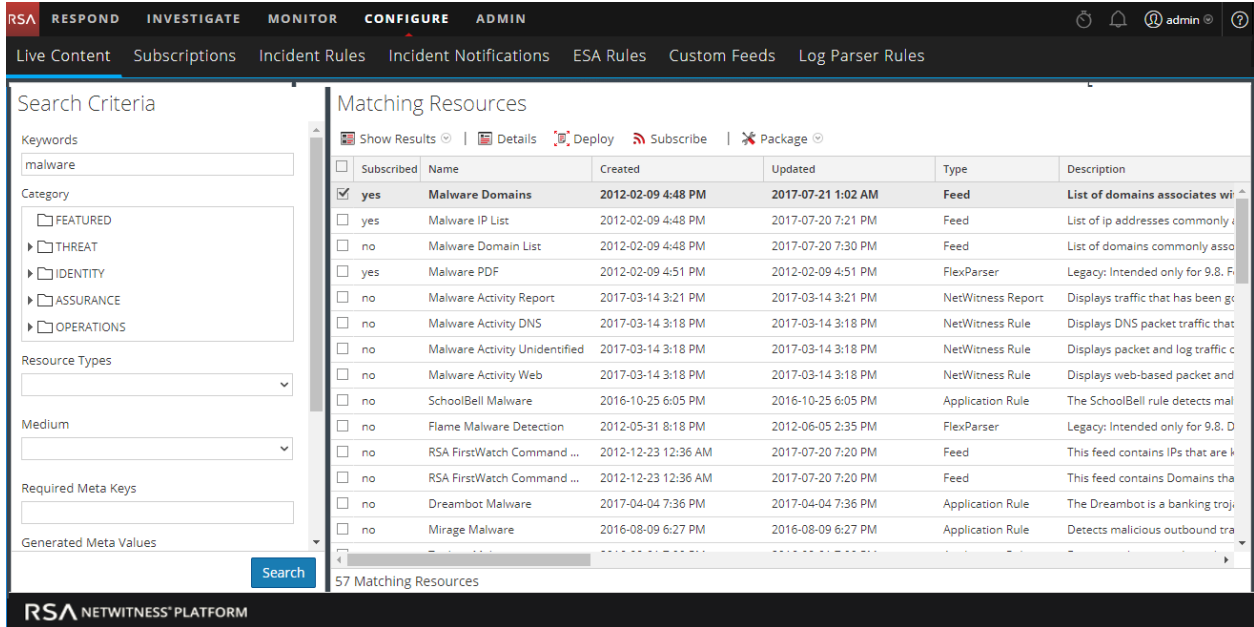 RSA RESPOND INVESTIGATE MONITOR CONFIGURE ADMIN admin
Live Content Subscriptions Incident Rules Incident Notifications ESA Rules Custom Feeds Log Parser Rules
Search Criteria
Keywords
malware
Category
FEATURED
THREAT
IDENTITY
ASSURANCE
OPERATIONS
Resource Types
Medium
Required Meta Keys
Generated Meta Values
Search
Matching Resources
Show Results | Details Deploy Subscribe | Package
Subscribed Name Created Updated Type Description
yes Malware Domains 2012-02-09 4:48 PM 2017-07-21 1:02 AM Feed List of domains associates wi
yes Malware IP List 2012-02-09 4:48 PM 2017-07-20 7:21 PM Feed List of ip addresses commonly
no Malware Domain List 2012-02-09 4:48 PM 2017-07-20 7:30 PM Feed List of domains commonly asso
yes Malware PDF 2012-02-09 4:51 PM 2012-02-09 4:51 PM FlexParser Legacy: Intended only for 9.8. F
no Malware Activity Report 2017-03-14 3:21 PM 2017-03-14 3:21 PM NetWitness Report Displays traffic that has been g
no Malware Activity DNS 2017-03-14 3:18 PM 2017-03-14 3:18 PM NetWitness Rule Displays DNS packet traffic that
no Malware Activity Unidentified 2017-03-14 3:18 PM 2017-03-14 3:18 PM NetWitness Rule Displays packet and log traffic
no Malware Activity Web 2017-03-14 3:18 PM 2017-03-14 3:18 PM NetWitness Rule Displays web-based packet and
no SchoolBell Malware 2016-10-25 6:05 PM 2016-10-25 6:05 PM Application Rule The SchoolBell rule detects mal
no Flame Malware Detection 2012-05-31 8:18 PM 2012-06-05 2:35 PM FlexParser Legacy: Intended only for 9.8. D
no RSA FirstWatch Command ... 2012-12-23 12:36 AM 2017-07-20 7:20 PM Feed This feed contains IPs that are k
no RSA FirstWatch Command ... 2012-12-23 12:36 AM 2017-07-20 7:20 PM Feed This feed contains Domains tha
no Dreambot Malware 2017-04-04 7:36 PM 2017-04-04 7:36 PM Application Rule The Dreambot is a banking troj
no Mirage Malware 2016-08-09 6:27 PM 2016-08-09 6:27 PM Application Rule Detects malicious outbound tra
57 Matching Resources
RSA NETWITNESS® PLATFORM